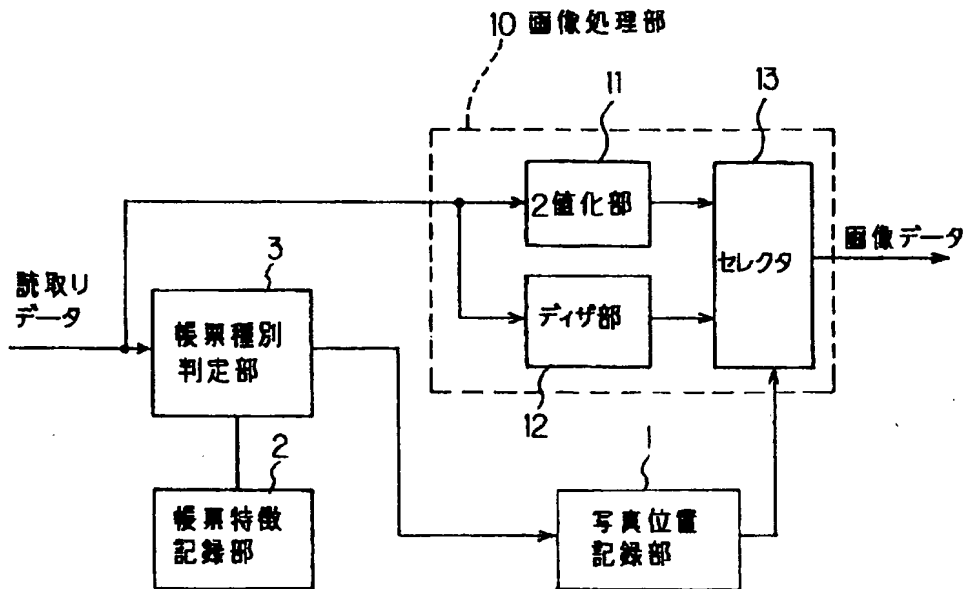 10 画像処理部
11
13
2値化部
セレクタ
画像データ
3
読取り
データ
帳票種別
判定部
ディザ部
12
2
1
帳票特徴
記録部
写真位置
記録部